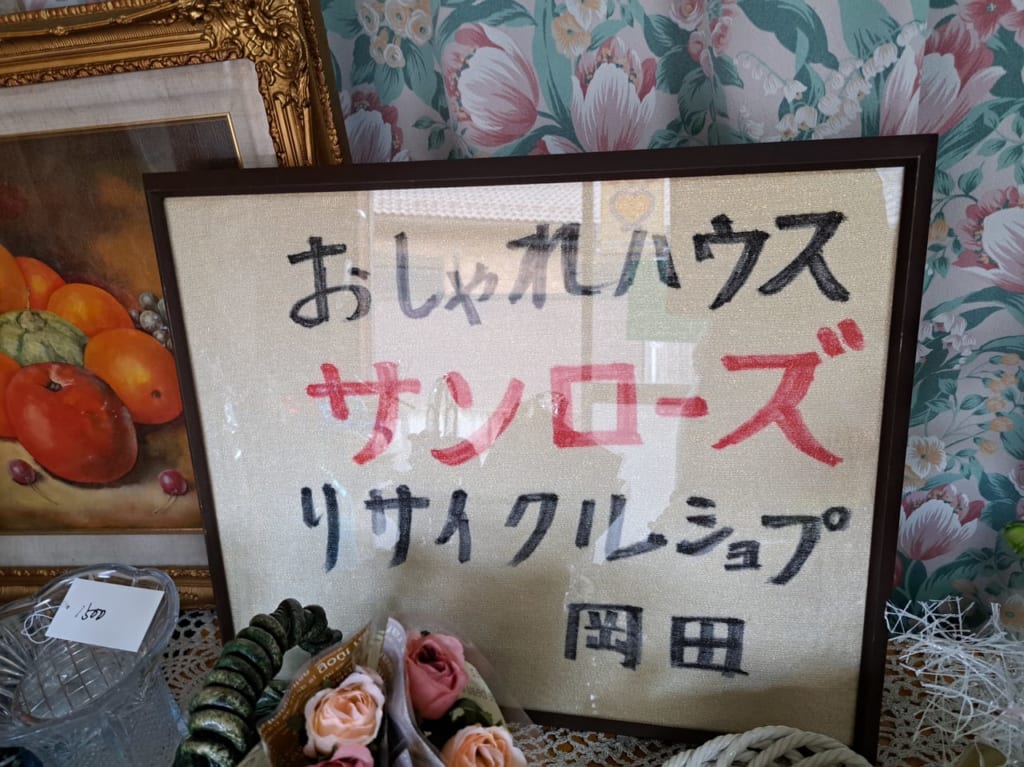 おしゃれハウス
サンローズ
リサイクルショプ
岡田
1500